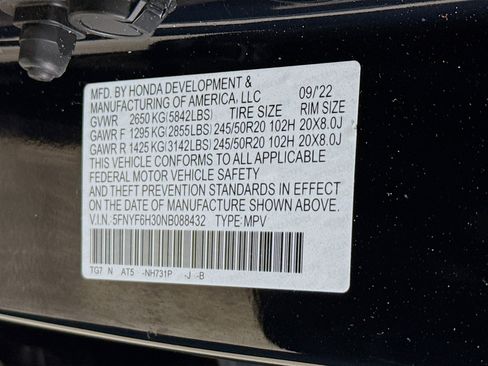 MFD. BY HONDA DEVELOPMENT &
MANUFACTURING OF AMERICA, LLC 09/22
GVWR 2650 KG(5842LBS) TIRE SIZE RIM SIZE
GAWR F 1295 KG(2855LBS) 245/50R20 102H 20X8.0J
GAWR R 1425 KG(3142LBS) 245/50R20 102H 20X8.0J
THIS VEHICLE CONFORMS TO ALL APPLICABLE
FEDERAL MOTOR VEHICLE SAFETY
AND THEFT PREVENTION STANDARDS IN EFFECT
ON THE DATE OF MANUFACTURE SHOWN ABOVE.
V.I.N.:5FNYF6H30NB088432 TYPE:MPV
TG7 N AT5 -NH731P -J -B